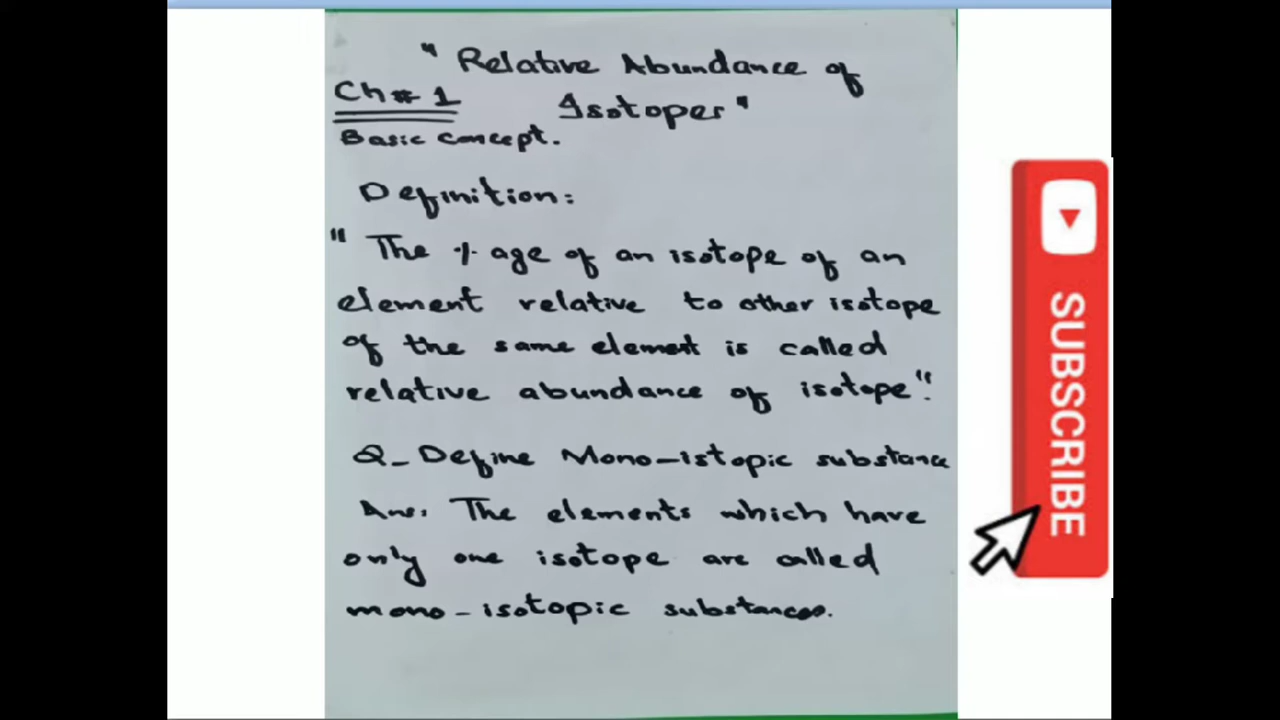 " Relative Abundance of
Isotopes"
Ch # 1
Basic concept.
Definition:
" The % age of an isotope of an
element relative to other isotope
of the same element is called
relative abundance of isotope".
Q- Define Mono-istopic substance
Ans. The elements which have
only one isotope are called
mono-isotopic substances.
SUBSCRIBE